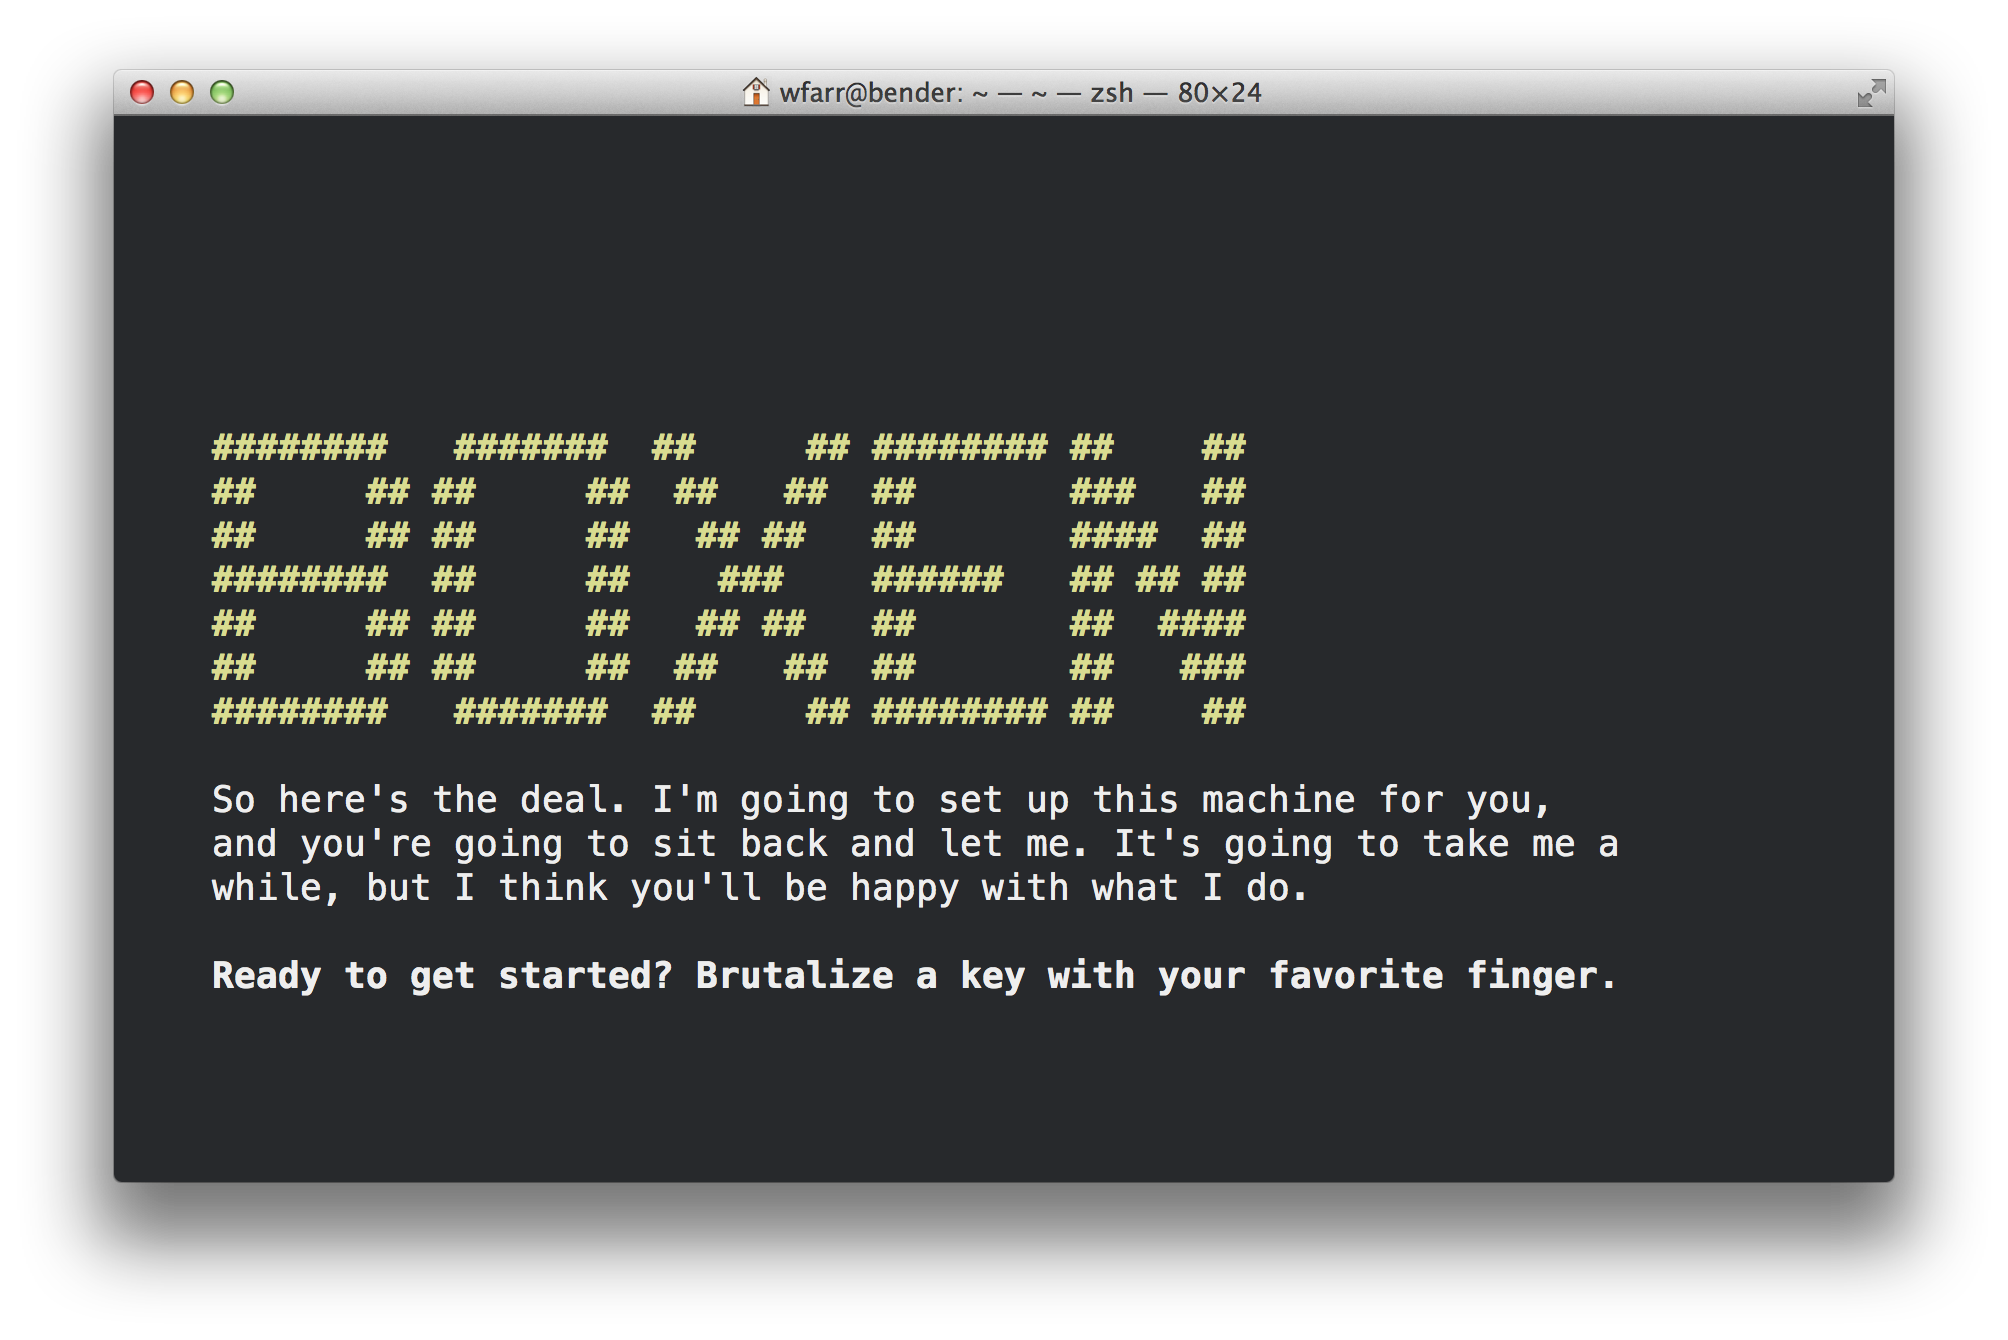 wfarr@bender: ~ — ~ — zsh — 80×24
########   #######  ##     ## ######## ##    ##
##     ## ##     ##  ##   ##  ##       ###   ##
##     ## ##     ##   ## ##   ##       ####  ##
########  ##     ##    ###    ######   ## ## ##
##     ## ##     ##   ## ##   ##       ##  ####
##     ## ##     ##  ##   ##  ##       ##   ###
########   #######  ##     ## ######## ##    ##
So here's the deal. I'm going to set up this machine for you,
and you're going to sit back and let me. It's going to take me a
while, but I think you'll be happy with what I do.
Ready to get started? Brutalize a key with your favorite finger.